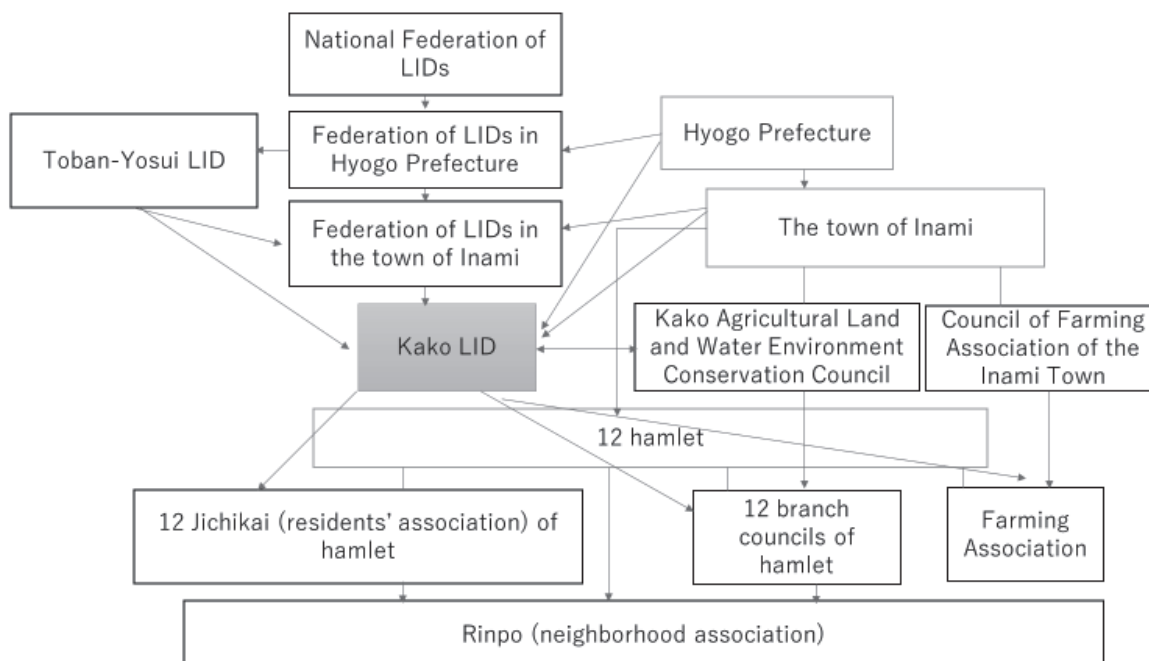 National Federation of
LIDs
Toban-Yosui LID
Federation of LIDs in
Hyogo Prefecture
Hyogo Prefecture
Federation of LIDs in
the town of Inami
The town of Inami
Kako LID
Kako Agricultural Land
and Water Environment
Conservation Council
Council of Farming
Association of the
Inami Town
12 hamlet
12 Jichikai (residents’ association) of
hamlet
12 branch
councils of
hamlet
Farming
Association
Rinpo (neighborhood association)